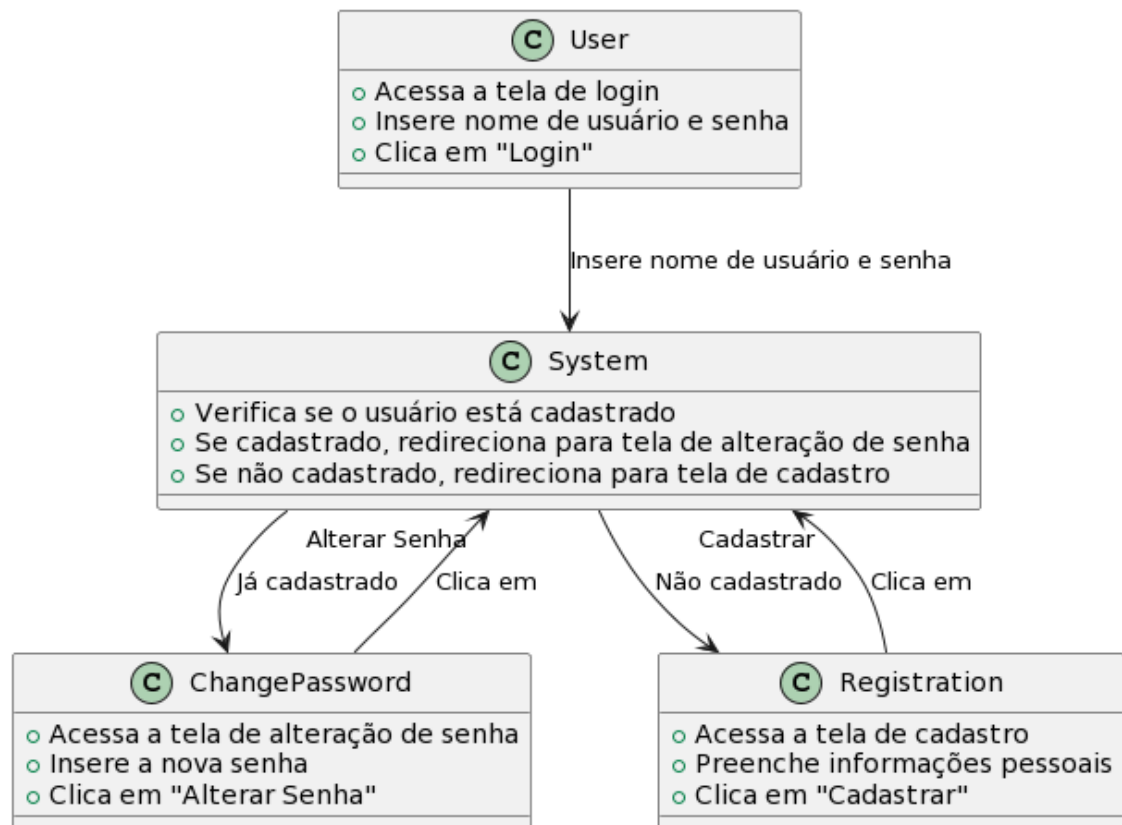 C User
Acessa a tela de login
Insere nome de usuário e senha
Clica em "Login"
Insere nome de usuário e senha
C System
Verifica se o usuário está cadastrado
Se cadastrado, redireciona para tela de alteração de senha
Se não cadastrado, redireciona para tela de cadastro
Alterar Senha
Cadastrar
Já cadastrado
Clica em
Não cadastrado
Clica em
C ChangePassword
Acessa a tela de alteração de senha
Insere a nova senha
Clica em "Alterar Senha"
C Registration
Acessa a tela de cadastro
Preenche informações pessoais
Clica em "Cadastrar"